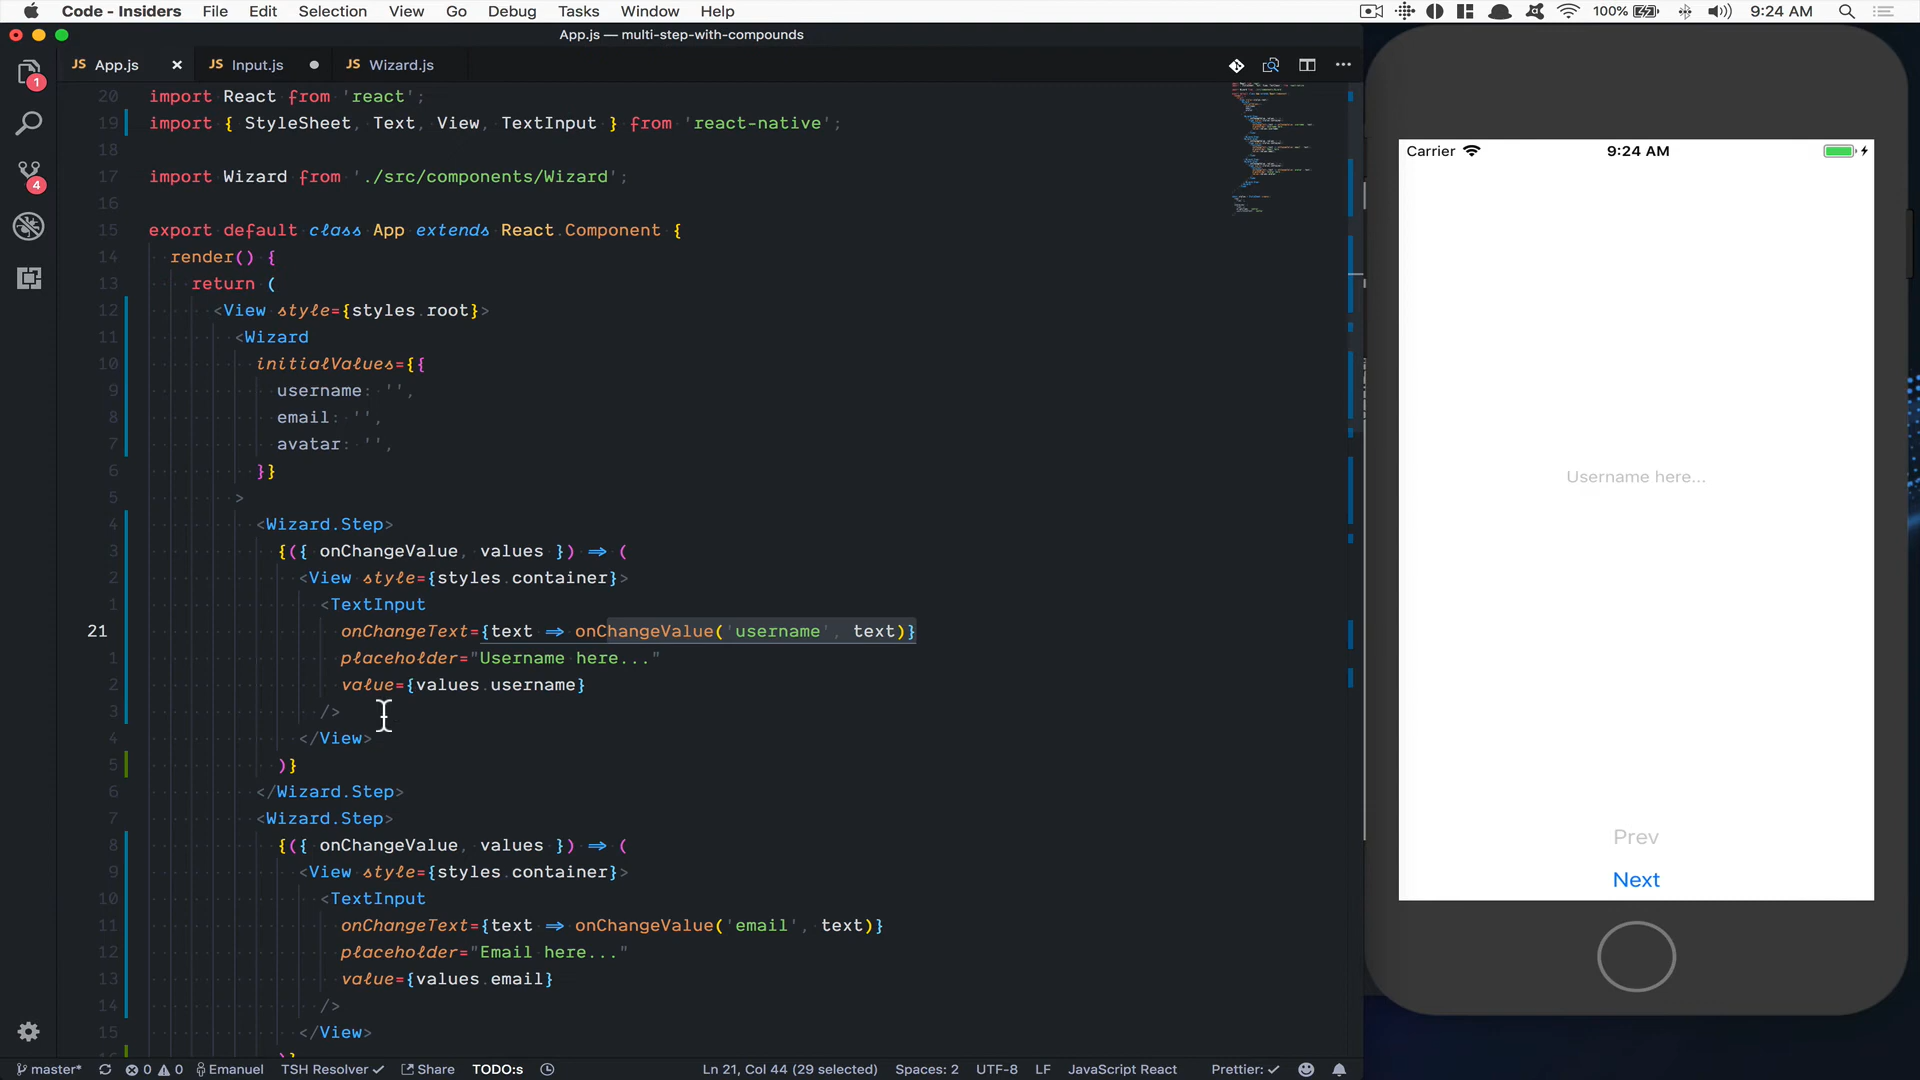 Code - Insiders File Edit Selection View Go Debug Tasks Window Help 100% 9:24 AM
App.js — multi-step-with-compounds
JS App.js × JS Input.js JS Wizard.js
20 import React from 'react';
19 import { StyleSheet, Text, View, TextInput } from 'react-native';
18
17 import Wizard from './src/components/Wizard';
16
15 export default class App extends React.Component {
14 render() {
13 return (
12 <View style={styles.root}>
11 <Wizard
10 initialValues={{
9 username: '',
8 email: '',
7 avatar: '',
6 }}
5 >
4 <Wizard.Step>
3 {({ onChangeValue, values }) => (
2 <View style={styles.container}>
1 <TextInput
21 onChangeText={text => onChangeValue('username', text)}
1 placeholder="Username here..."
2 value={values.username}
3 />
4 </View>
5 )}
6 </Wizard.Step>
7 <Wizard.Step>
8 {({ onChangeValue, values }) => (
9 <View style={styles.container}>
10 <TextInput
11 onChangeText={text => onChangeValue('email', text)}
12 placeholder="Email here..."
13 value={values.email}
14 />
15 </View>
1
4
master* 0 0 Emanuel TSH Resolver Share TODO:s Ln 21, Col 44 (29 selected) Spaces: 2 UTF-8 LF JavaScript React Prettier:
Carrier 9:24 AM
Username here...
Prev
Next